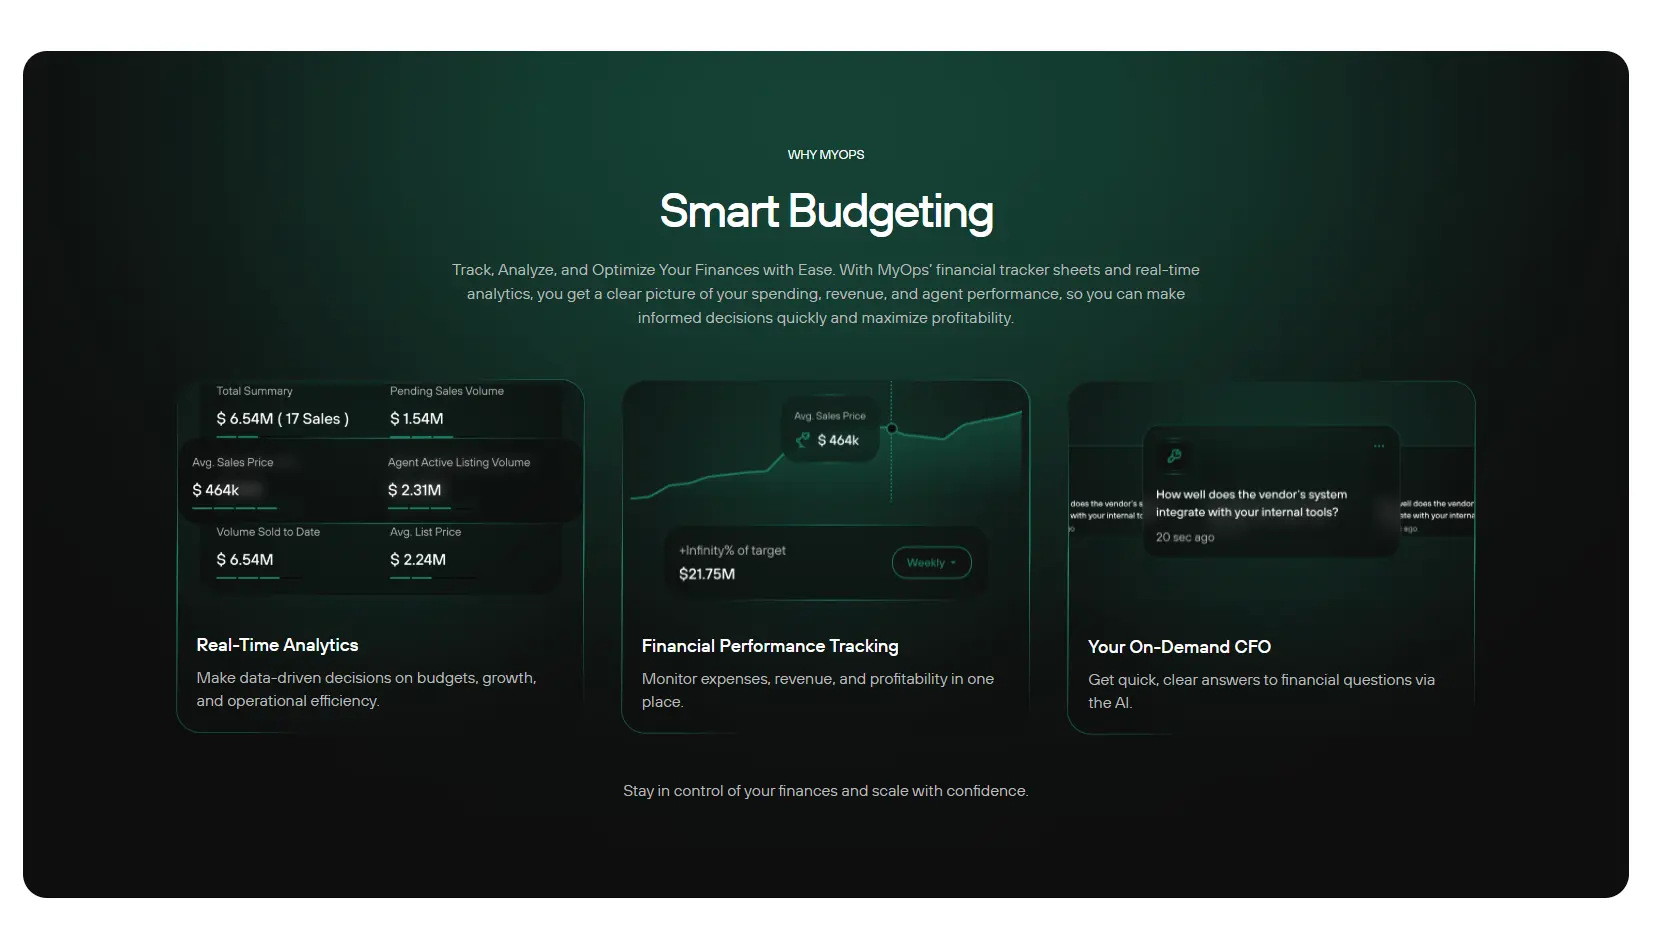 WHY MYOPS
Smart Budgeting
Track, Analyze, and Optimize Your Finances with Ease. With MyOps’ financial tracker sheets and real-time
analytics, you get a clear picture of your spending, revenue, and agent performance, so you can make
informed decisions quickly and maximize profitability.
Total Summary
$ 6.54M ( 17 Sales )
Pending Sales Volume
$ 1.54M
Avg. Sales Price
$ 464k
Agent Active Listing Volume
$ 2.31M
Volume Sold to Date
$ 6.54M
Avg. List Price
$ 2.24M
Real-Time Analytics
Make data-driven decisions on budgets, growth,
and operational efficiency.
Avg. Sales Price
$ 464k
+Infinity% of target
$21.75M
Weekly
Financial Performance Tracking
Monitor expenses, revenue, and profitability in one
place.
does the vendor's s
with your internal to
How well does the vendor's system
integrate with your internal tools?
20 sec ago
does the vendor
with your interna
ago
Your On-Demand CFO
Get quick, clear answers to financial questions via
the AI.
Stay in control of your finances and scale with confidence.